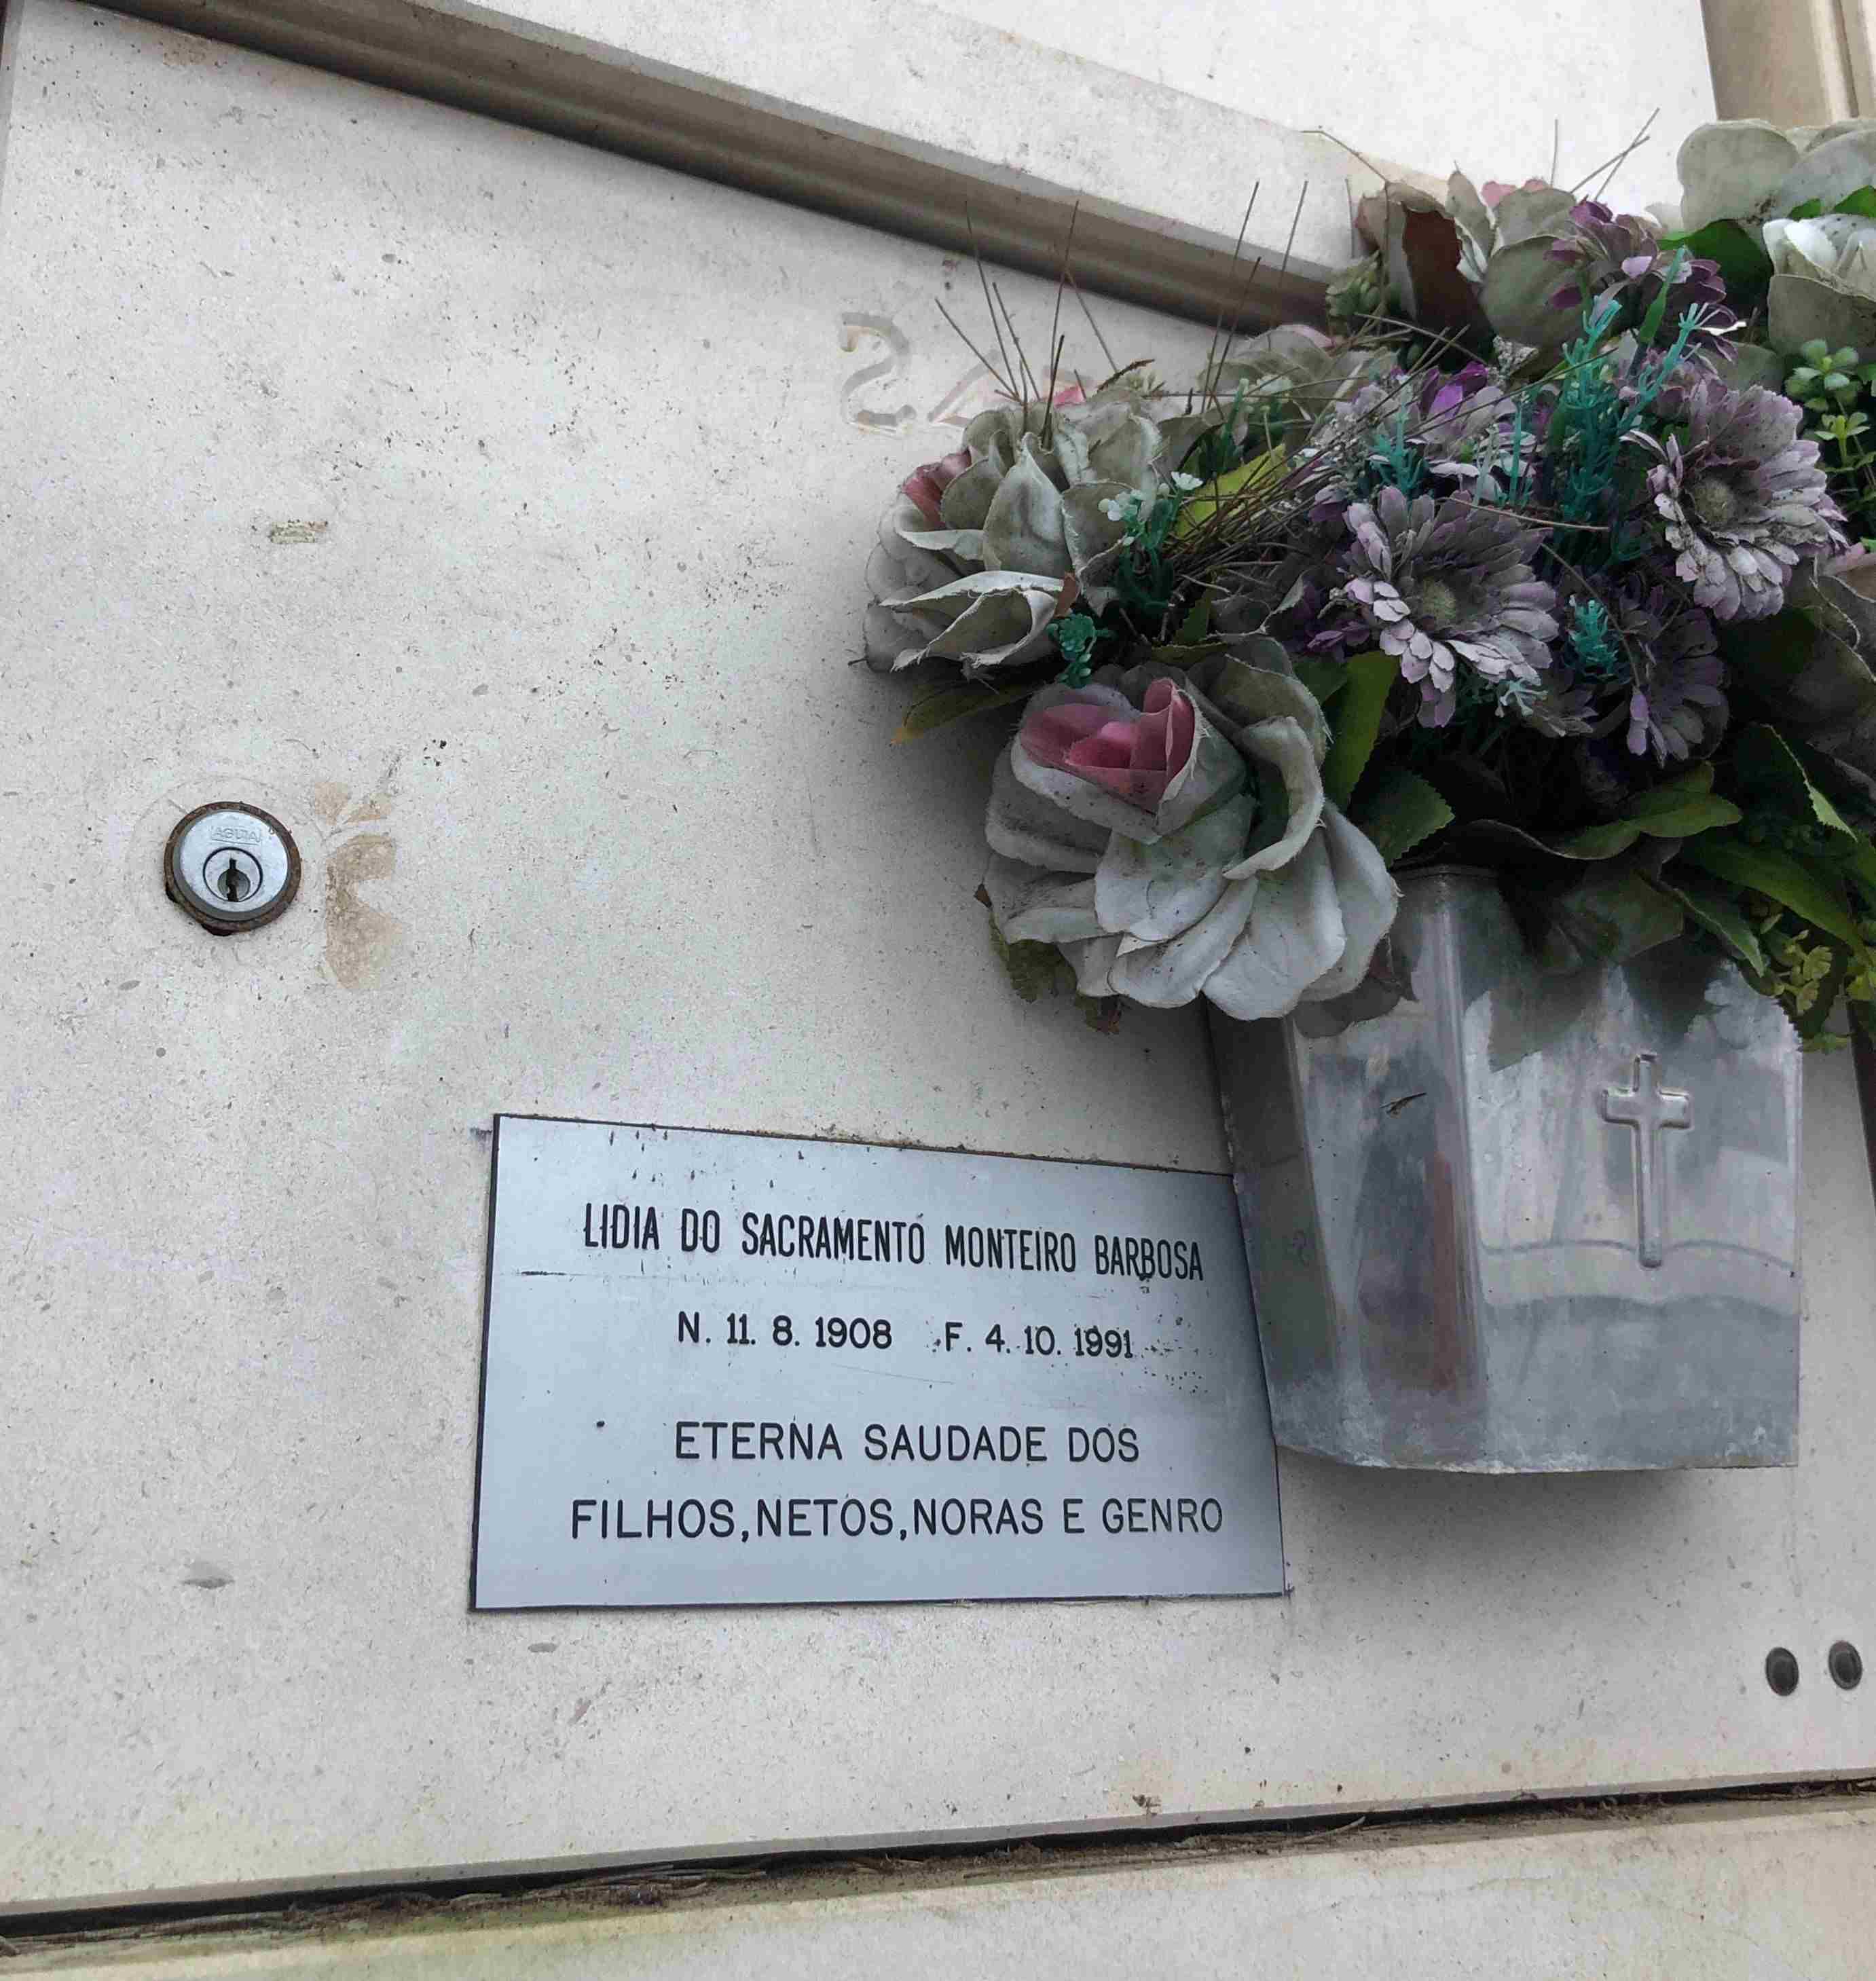 LIDIA DO SACRAMENTO MONTEIRO BARBOSA
N. 11. 8. 1908 F. 4. 10. 1991
ETERNA SAUDADE DOS
FILHOS,NETOS,NORAS E GENRO